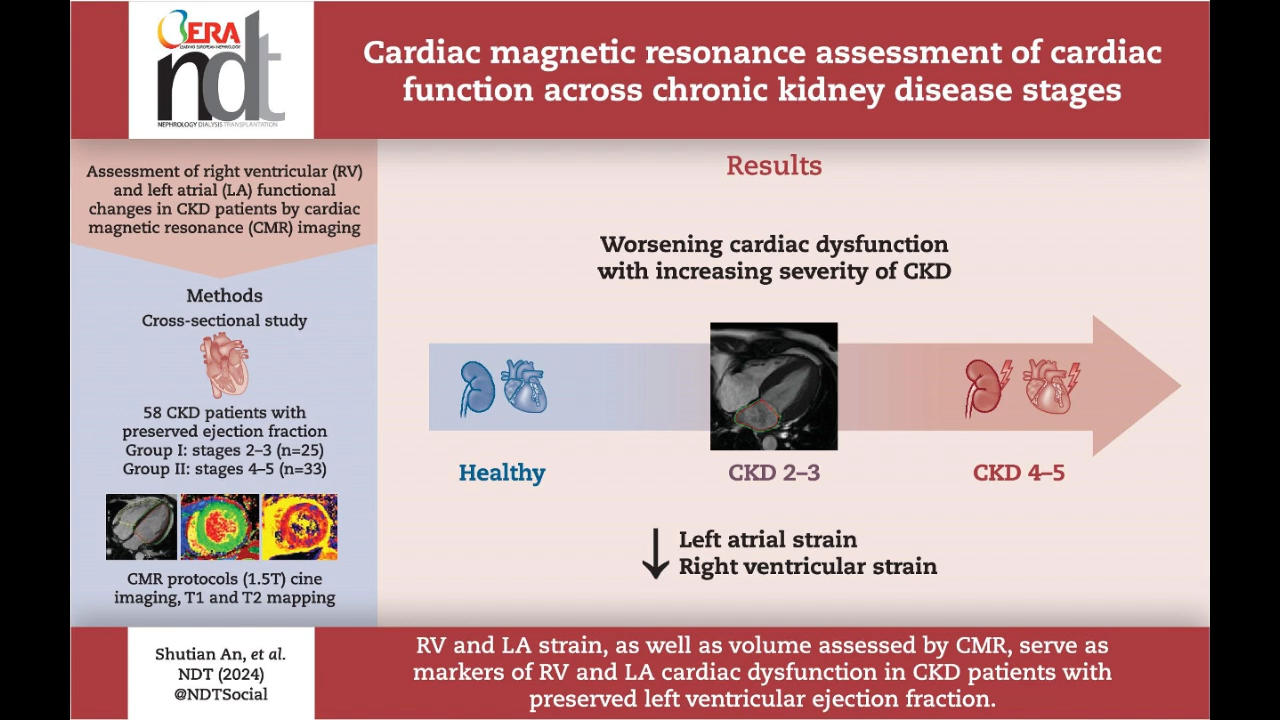 ERA
LEADING EUROPEAN NEPHROLOGY
ndt
NEPHROLOGY DIALYSIS TRANSPLANTATION
Cardiac magnetic resonance assessment of cardiac
function across chronic kidney disease stages
Assessment of right ventricular (RV)
and left atrial (LA) functional
changes in CKD patients by cardiac
magnetic resonance (CMR) imaging
Methods
Cross-sectional study
58 CKD patients with
preserved ejection fraction
Group I: stages 2–3 (n=25)
Group II: stages 4–5 (n=33)
CMR protocols (1.5T) cine
imaging, T1 and T2 mapping
Results
Worsening cardiac dysfunction
with increasing severity of CKD
Healthy
CKD 2–3
CKD 4–5
Left atrial strain
Right ventricular strain
Shutian An, et al.
NDT (2024)
@NDTSocial
RV and LA strain, as well as volume assessed by CMR, serve as
markers of RV and LA cardiac dysfunction in CKD patients with
preserved left ventricular ejection fraction.